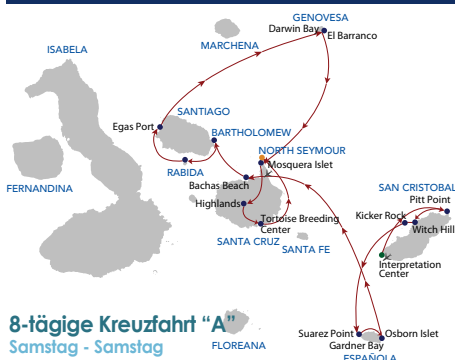 GENOVESA
Darwin Bay
El Barranco
MARCHENA
ISABELA
SANTIAGO
Egas Port
BARTHOLOMEW
NORTH SEYMOUR
Mosquera Islet
RABIDA
FERNANDINA
Bachas Beach
SAN CRISTOBAL
Pitt Point
Highlands
Kicker Rock
Witch Hill
Tortoise Breeding
Center
SANTA CRUZ
SANTA FE
Interpretation
Center
8-tägige Kreuzfahrt “A”
Samstag - Samstag
FLOREANA
Suarez Point
Osborn Islet
Gardner Bay
ESPAÑOLA